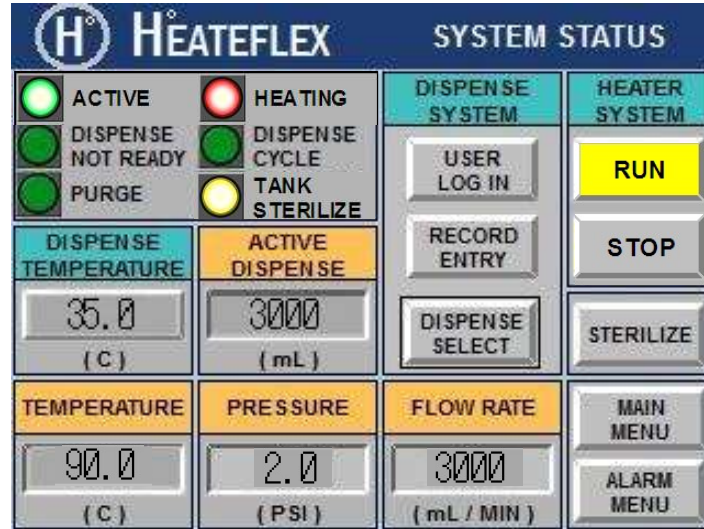 H HEATEFLEX
SYSTEM STATUS
ACTIVE
HEATING
DISPENSE
NOT READY
DISPENSE
CYCLE
PURGE
TANK
STERILIZE
DISPENSE
SYSTEM
USER
LOG IN
RECORD
ENTRY
DISPENSE
SELECT
HEATER
SYSTEM
RUN
STOP
STERILIZE
DISPENSE
TEMPERATURE
35.0
(C)
ACTIVE
DISPENSE
3000
(mL)
TEMPERATURE
90.0
(C)
PRESSURE
2.0
(PSI)
FLOW RATE
3000
(mL / MIN)
MAIN
MENU
ALARM
MENU